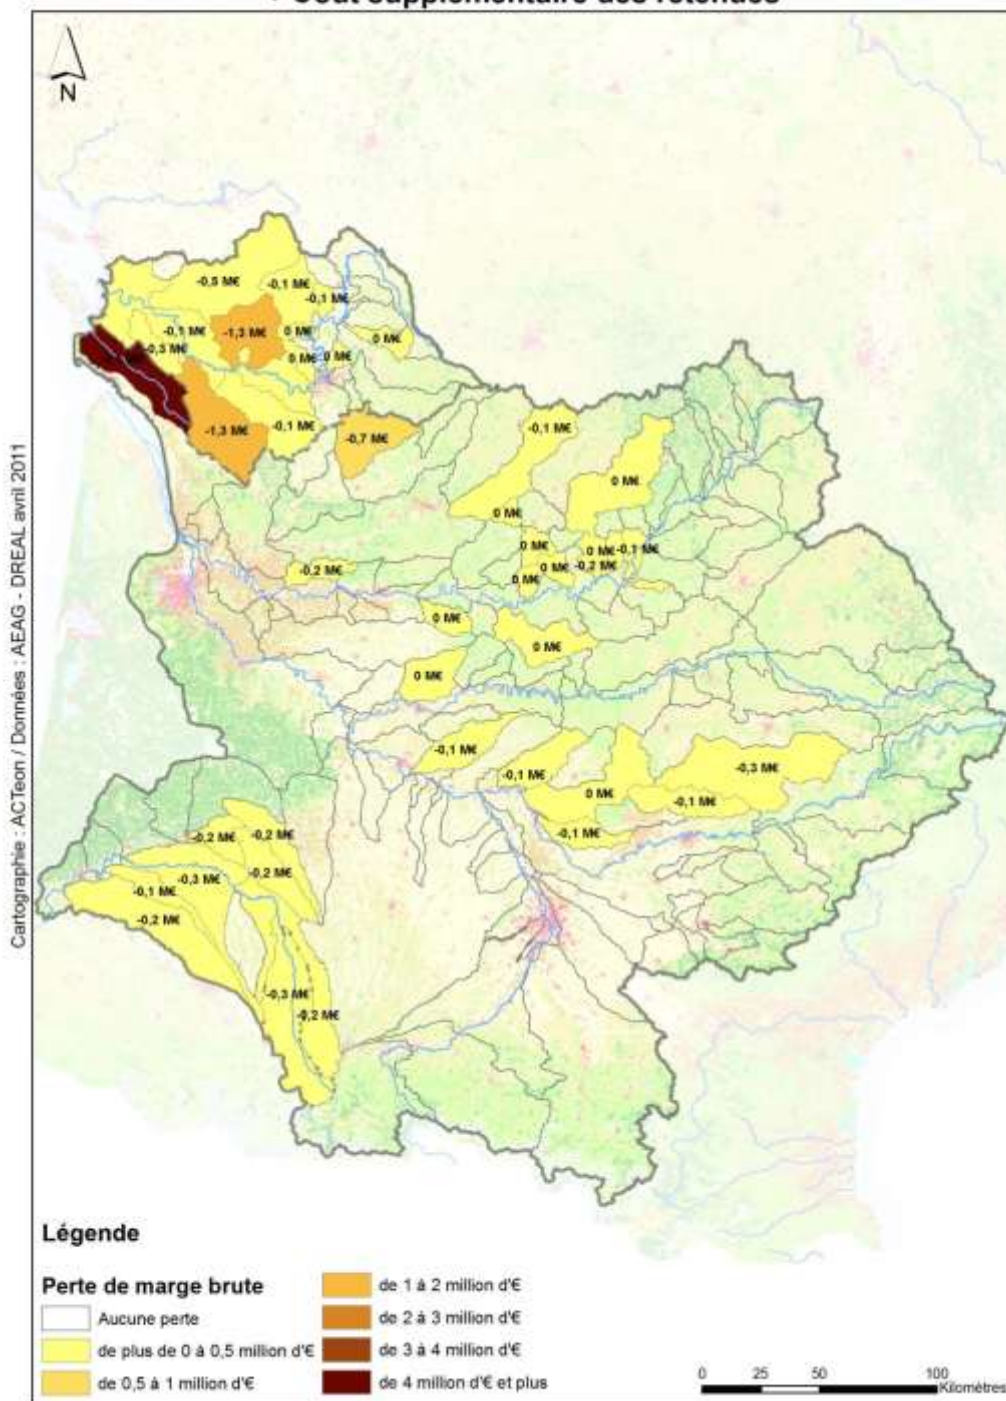 + Coût supplémentaire des retenues
N
-0,5 M€
-0,1 M€
-0,1 M€
-0,1 M€
-1,3 M€
0 M€
0 M€
-0,3 M€
0 M€
0 M€
-1,3 M€
-0,1 M€
-0,7 M€
-0,1 M€
0 M€
0 M€
0 M€
0 M€
-0,1 M€
0 M€
-0,2 M€
0 M€
-0,2 M€
0 M€
0 M€
0 M€
-0,1 M€
-0,1 M€
-0,3 M€
0 M€
-0,1 M€
-0,1 M€
-0,2 M€
-0,2 M€
-0,3 M€
-0,2 M€
-0,1 M€
-0,2 M€
-0,3 M€
-0,2 M€
Cartographie : ACTeon / Données : AEAG - DREAL avril 2011
Légende
Perte de marge brute
Aucune perte
de plus de 0 à 0,5 million d'€
de 0,5 à 1 million d'€
de 1 à 2 million d'€
de 2 à 3 million d'€
de 3 à 4 million d'€
de 4 million d'€ et plus
0 25 50 100
Kilomètres